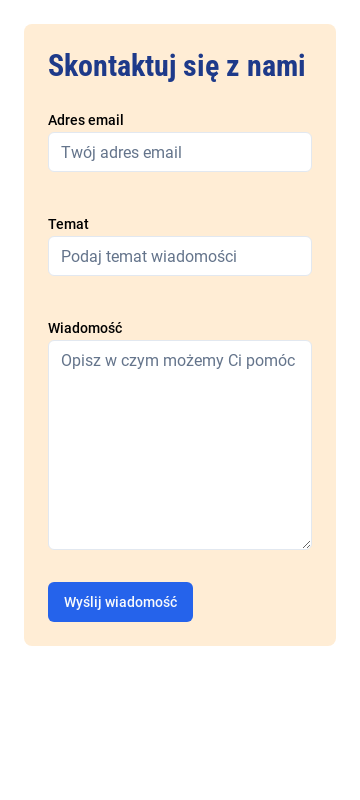 Skontaktuj się z nami
Adres email
Twój adres email
Temat
Podaj temat wiadomości
Wiadomość
Opisz w czym możemy Ci pomóc
Wyślij wiadomość